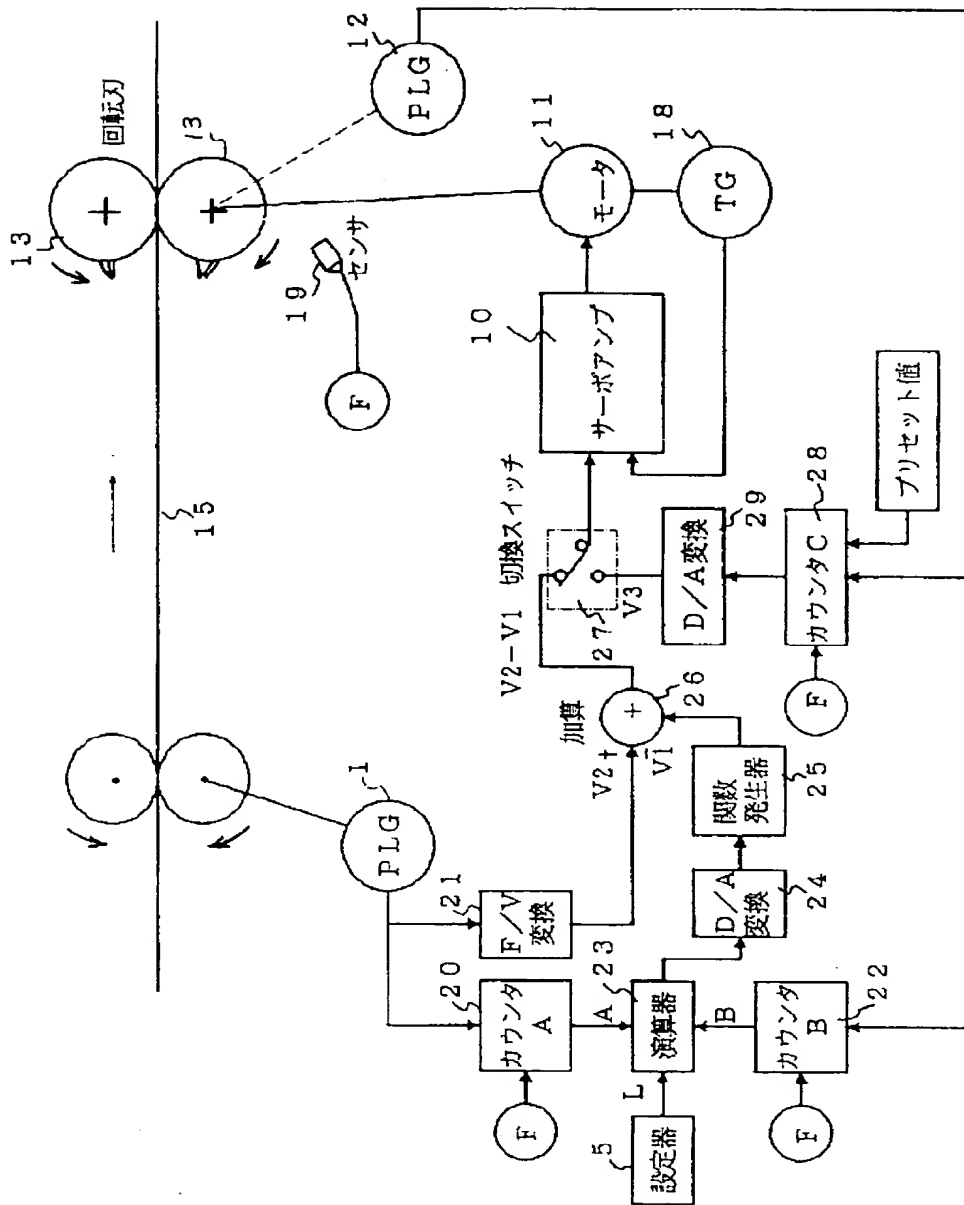 回転刃
13
13
15
19
センサ
F
PLG
12
1
PLG
モータ
11
TG
18
サーボアンプ
10
切換スイッチ
V2-V1
27
V3
D/A変換
29
カウンタC
28
プリセット値
F
加算
+
26
V2+
-
V1
関数
発生器
25
D/A
変換
24
F/V
変換
21
カウンタ
A
20
F
A
演算器
23
L
B
設定器
5
カウンタ
B
22
F